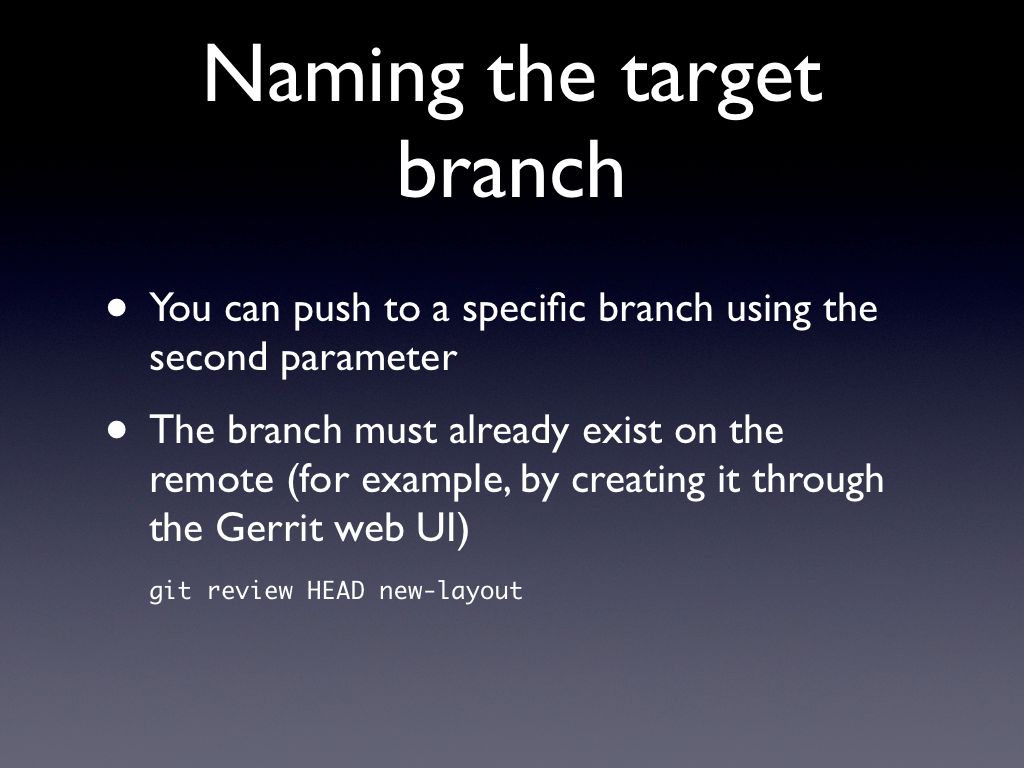 Naming the target
branch
• You can push to a specific branch using the
second parameter
• The branch must already exist on the
remote (for example, by creating it through
the Gerrit web UI)
git review HEAD new-layout